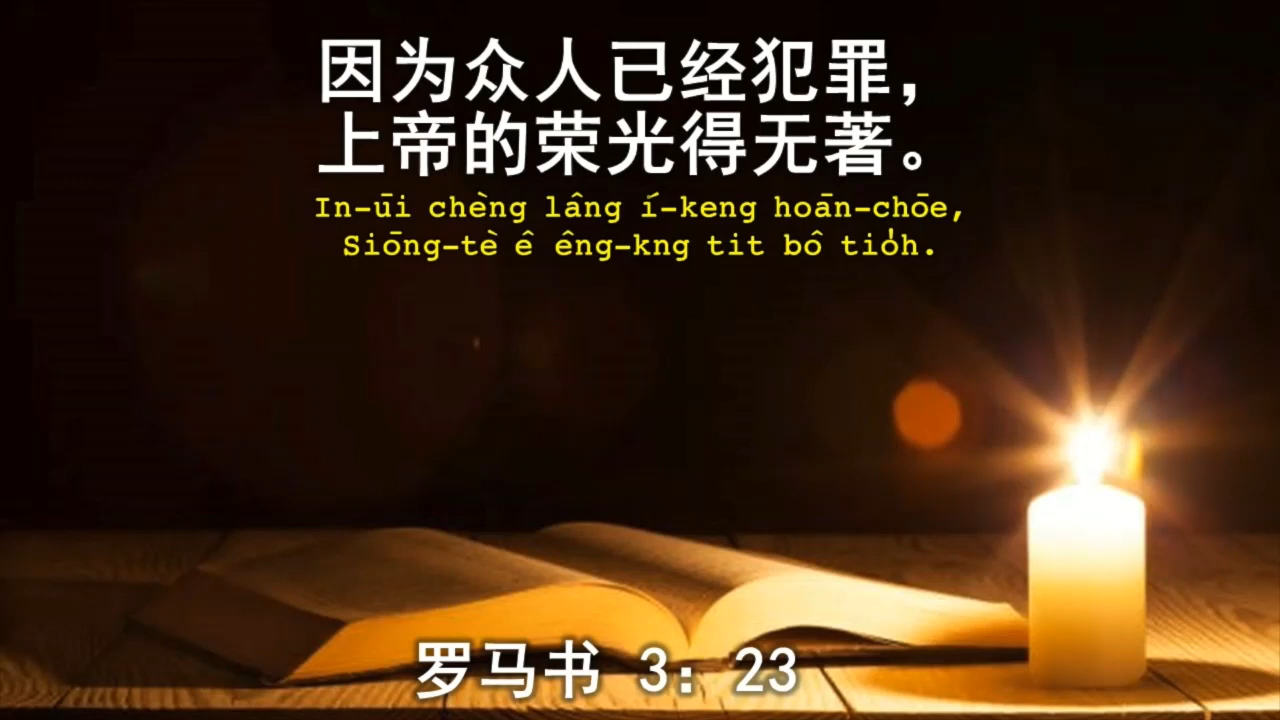 因为众人已经犯罪，
上帝的荣光得无著。
In-ūi chèng lâng í-keng hoān-chōe,
Siōng-tè ê êng-kng tit bô tio̍h.
罗马书 3：23